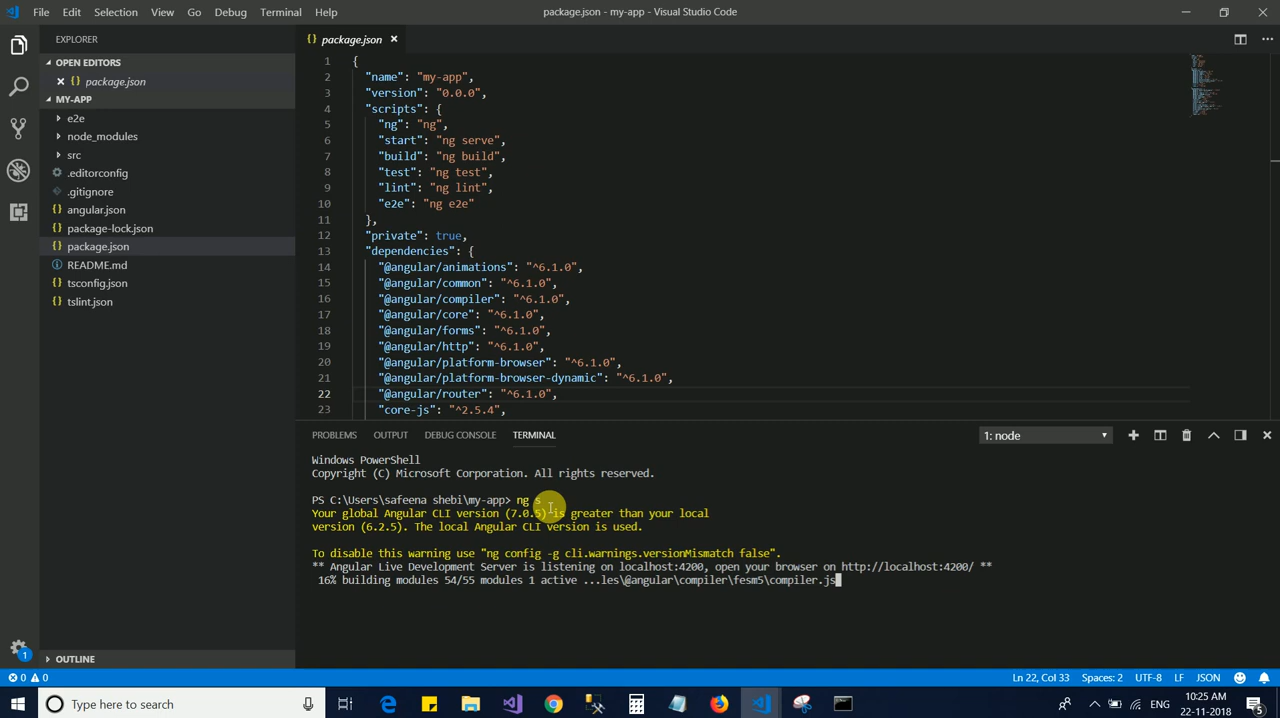 File Edit Selection View Go Debug Terminal Help
package.json - my-app - Visual Studio Code
EXPLORER
OPEN EDITORS
{} package.json
MY-APP
e2e
node_modules
src
.editorconfig
.gitignore
{} angular.json
{} package-lock.json
{} package.json
README.md
{} tsconfig.json
{} tslint.json
OUTLINE
{} package.json
1 {
2 "name": "my-app",
3 "version": "0.0.0",
4 "scripts": {
5 "ng": "ng",
6 "start": "ng serve",
7 "build": "ng build",
8 "test": "ng test",
9 "lint": "ng lint",
10 "e2e": "ng e2e"
11 },
12 "private": true,
13 "dependencies": {
14 "@angular/animations": "^6.1.0",
15 "@angular/common": "^6.1.0",
16 "@angular/compiler": "^6.1.0",
17 "@angular/core": "^6.1.0",
18 "@angular/forms": "^6.1.0",
19 "@angular/http": "^6.1.0",
20 "@angular/platform-browser": "^6.1.0",
21 "@angular/platform-browser-dynamic": "^6.1.0",
22 "@angular/router": "^6.1.0",
23 "core-js": "^2.5.4",
PROBLEMS OUTPUT DEBUG CONSOLE TERMINAL
1: node
Windows PowerShell
Copyright (C) Microsoft Corporation. All rights reserved.
PS C:\Users\safeena shebi\my-app> ng s
Your global Angular CLI version (7.0.5) is greater than your local
version (6.2.5). The local Angular CLI version is used.
To disable this warning use "ng config -g cli.warnings.versionMismatch false".
** Angular Live Development Server is listening on localhost:4200, open your browser on http://localhost:4200/ **
16% building modules 54/55 modules 1 active ...les\@angular\compiler\fesm5\compiler.js
1
0 0
Ln 22, Col 33 Spaces: 2 UTF-8 LF JSON
Type here to search
ENG
10:25 AM
22-11-2018
5